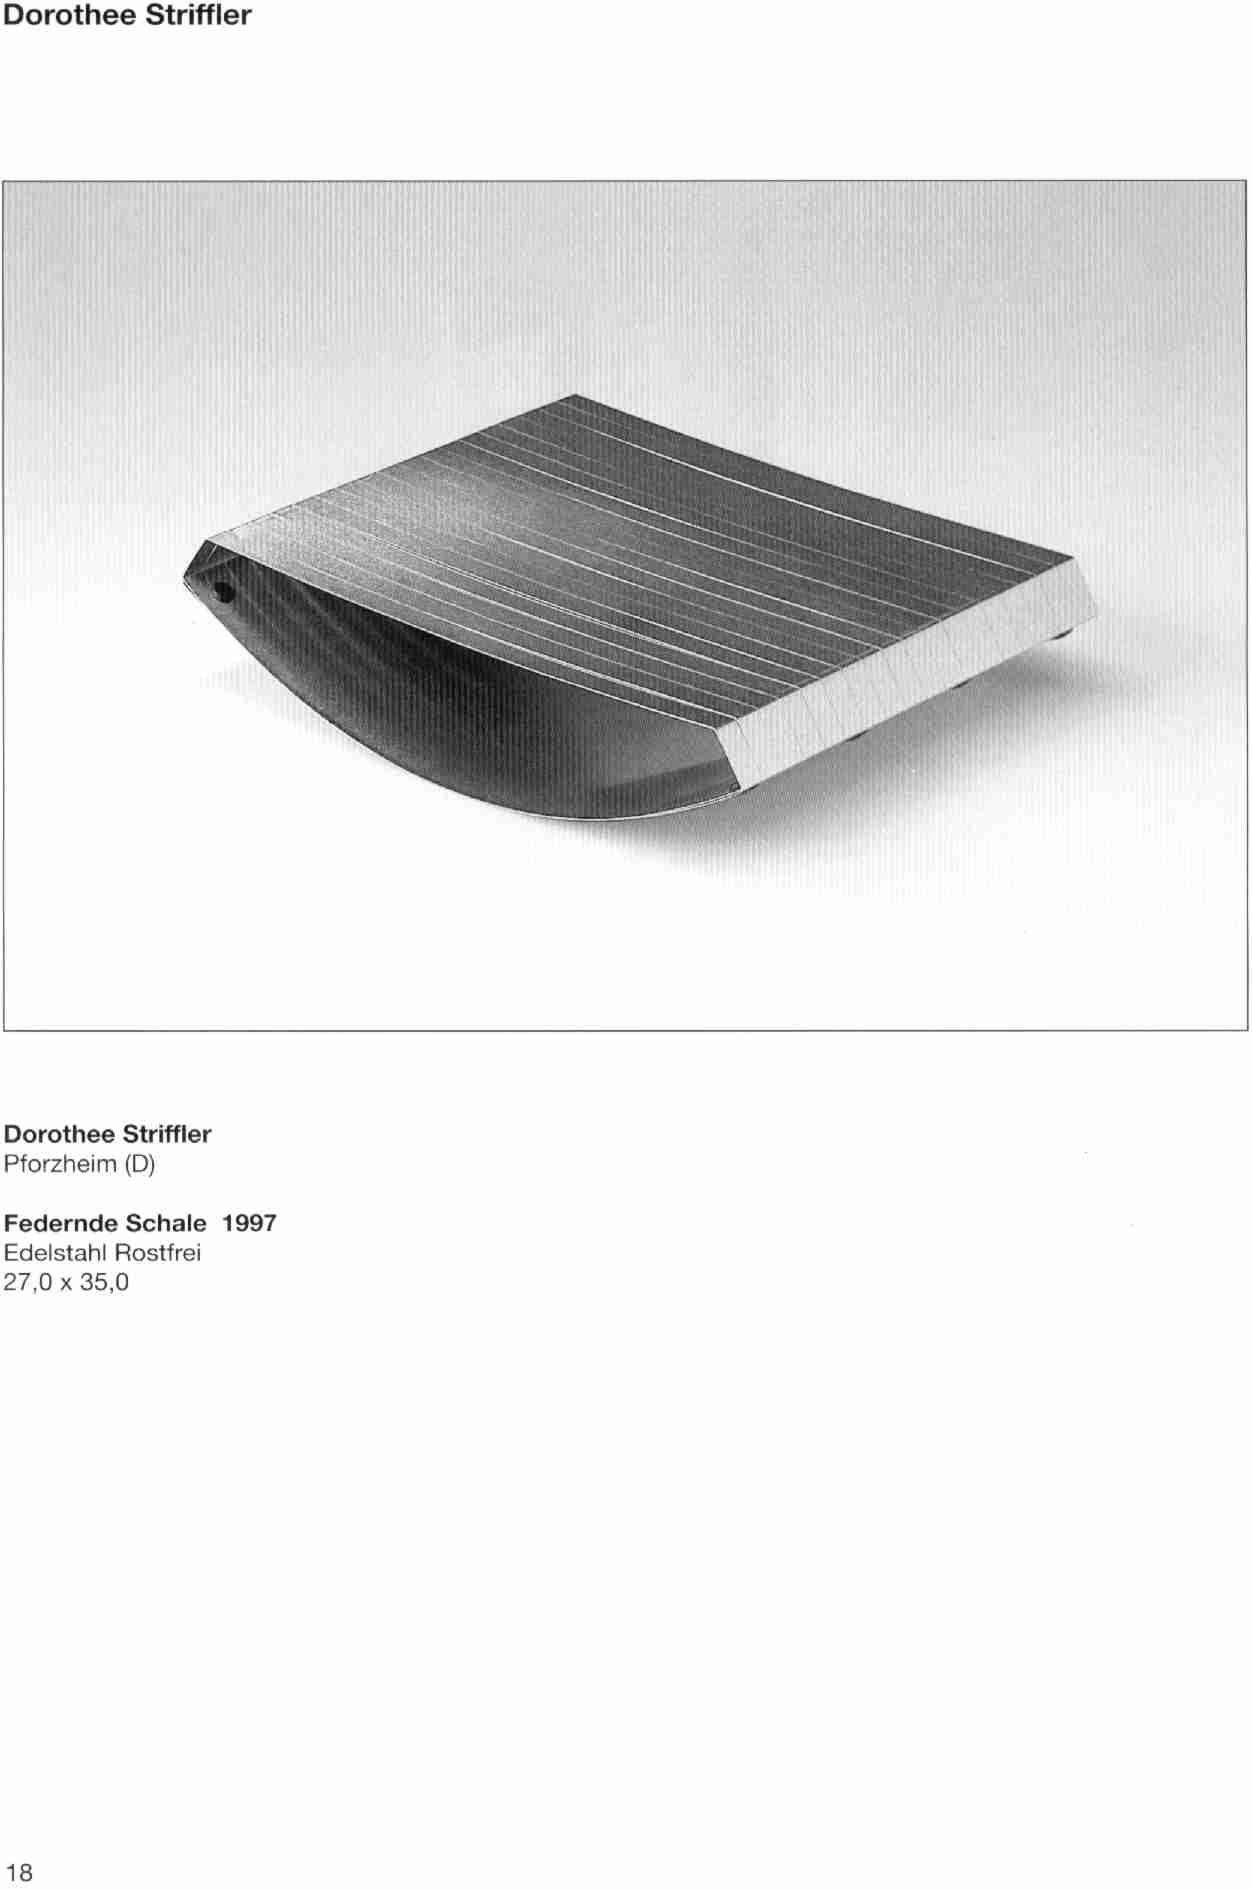 Dorothee Striffler
Dorothee Striffler
Pforzheim (D)
Federnde Schale 1997
Edelstahl Rostfrei
27,0 x 35,0
18